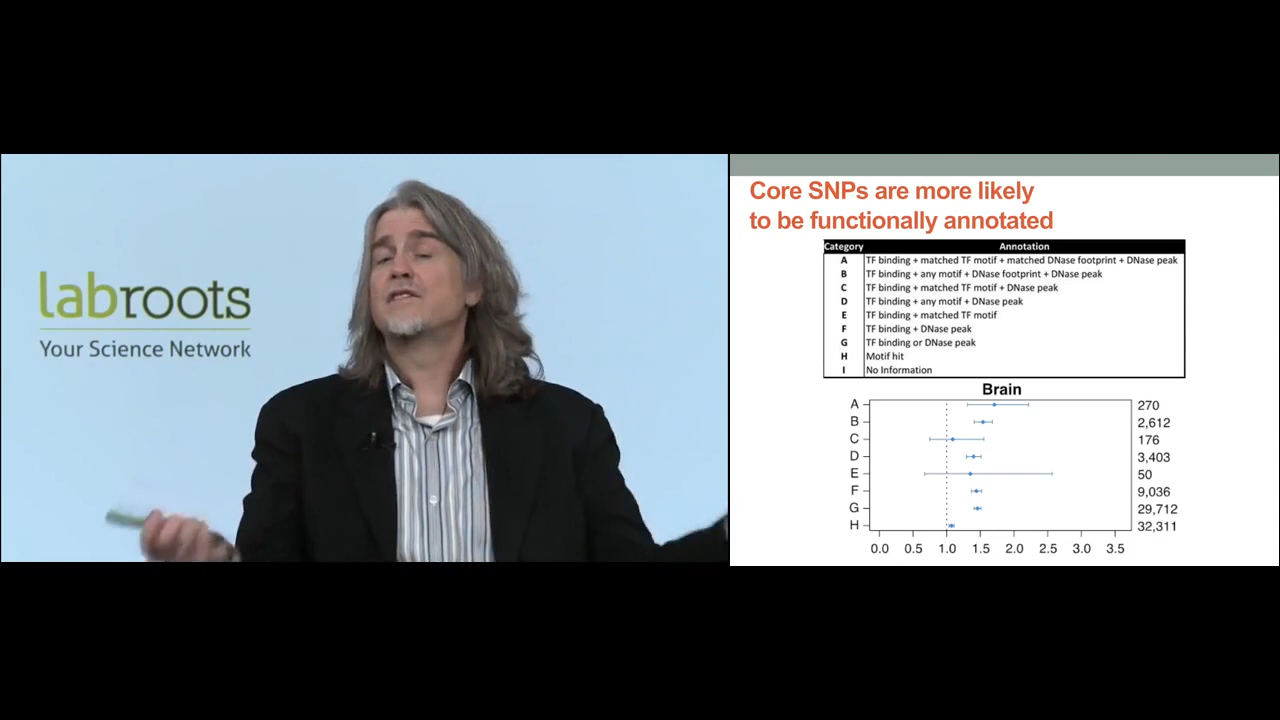 labroots
Your Science Network
Core SNPs are more likely
to be functionally annotated
Category Annotation
A TF binding + matched TF motif + matched DNase footprint + DNase peak
B TF binding + any motif + DNase footprint + DNase peak
C TF binding + matched TF motif + DNase peak
D TF binding + any motif + DNase peak
E TF binding + matched TF motif
F TF binding + DNase peak
G TF binding or DNase peak
H Motif hit
I No Information
Brain
A 270
B 2,612
C 176
D 3,403
E 50
F 9,036
G 29,712
H 32,311
0.0 0.5 1.0 1.5 2.0 2.5 3.0 3.5